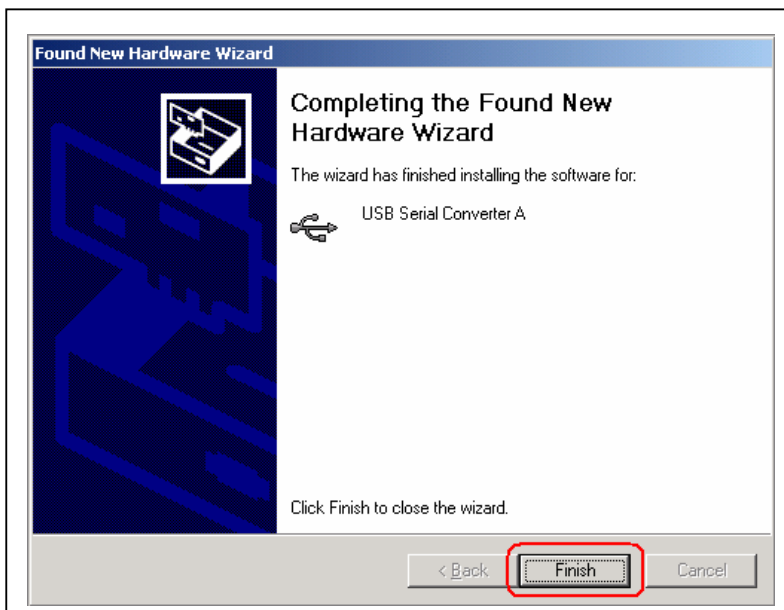 Found New Hardware Wizard
Completing the Found New
Hardware Wizard
The wizard has finished installing the software for:
USB Serial Converter A
Click Finish to close the wizard.
< Back
Finish
Cancel